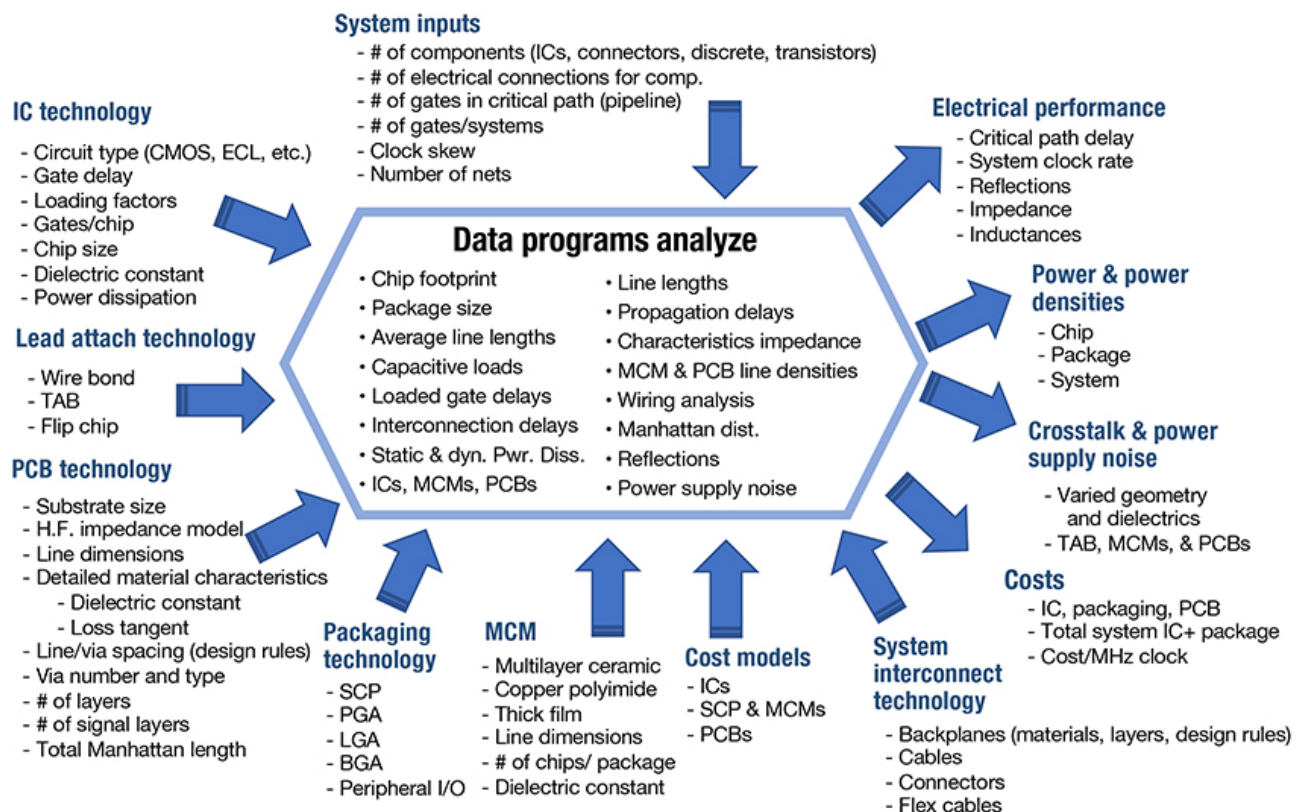 System inputs
- # of components (ICs, connectors, discrete, transistors)
- # of electrical connections for comp.
- # of gates in critical path (pipeline)
- # of gates/systems
- Clock skew
- Number of nets
IC technology
- Circuit type (CMOS, ECL, etc.)
- Gate delay
- Loading factors
- Gates/chip
- Chip size
- Dielectric constant
- Power dissipation
Lead attach technology
- Wire bond
- TAB
- Flip chip
PCB technology
- Substrate size
- H.F. impedance model
- Line dimensions
- Detailed material characteristics
- Dielectric constant
- Loss tangent
- Line/via spacing (design rules)
- Via number and type
- # of layers
- # of signal layers
- Total Manhattan length
Data programs analyze
• Chip footprint
• Package size
• Average line lengths
• Capacitive loads
• Loaded gate delays
• Interconnection delays
• Static & dyn. Pwr. Diss.
• ICs, MCMs, PCBs
• Line lengths
• Propagation delays
• Characteristics impedance
• MCM & PCB line densities
• Wiring analysis
• Manhattan dist.
• Reflections
• Power supply noise
Packaging
technology
- SCP
- PGA
- LGA
- BGA
- Peripheral I/O
MCM
- Multilayer ceramic
- Copper polyimide
- Thick film
- Line dimensions
- # of chips/ package
- Dielectric constant
Cost models
- ICs
- SCP & MCMs
- PCBs
System
interconnect
technology
- Backplanes (materials, layers, design rules)
- Cables
- Connectors
- Flex cables
Electrical performance
- Critical path delay
- System clock rate
- Reflections
- Impedance
- Inductances
Power & power
densities
- Chip
- Package
- System
Crosstalk & power
supply noise
- Varied geometry
and dielectrics
- TAB, MCMs, & PCBs
Costs
- IC, packaging, PCB
- Total system IC+ package
- Cost/MHz clock